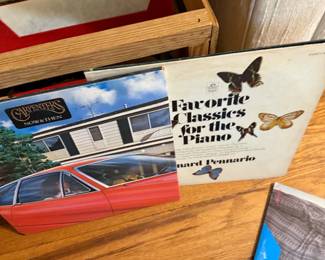 CARPENTERS
NOW & THEN
Favorite
Classics
for the
Piano
nard Pennario